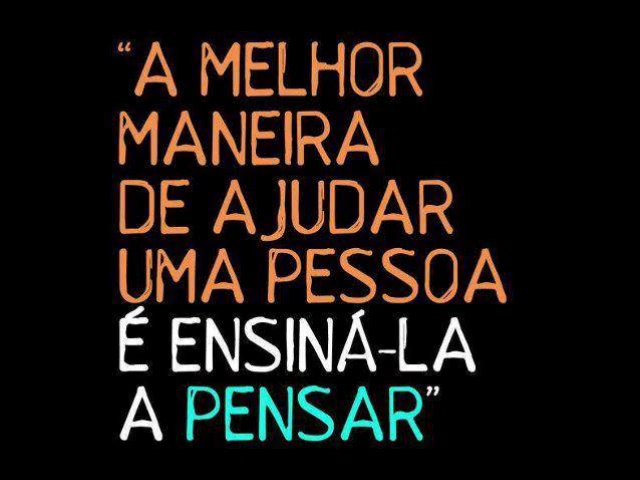 “A MELHOR
MANEIRA
DE AJUDAR
UMA PESSOA
É ENSINÁ-LA
A PENSAR”